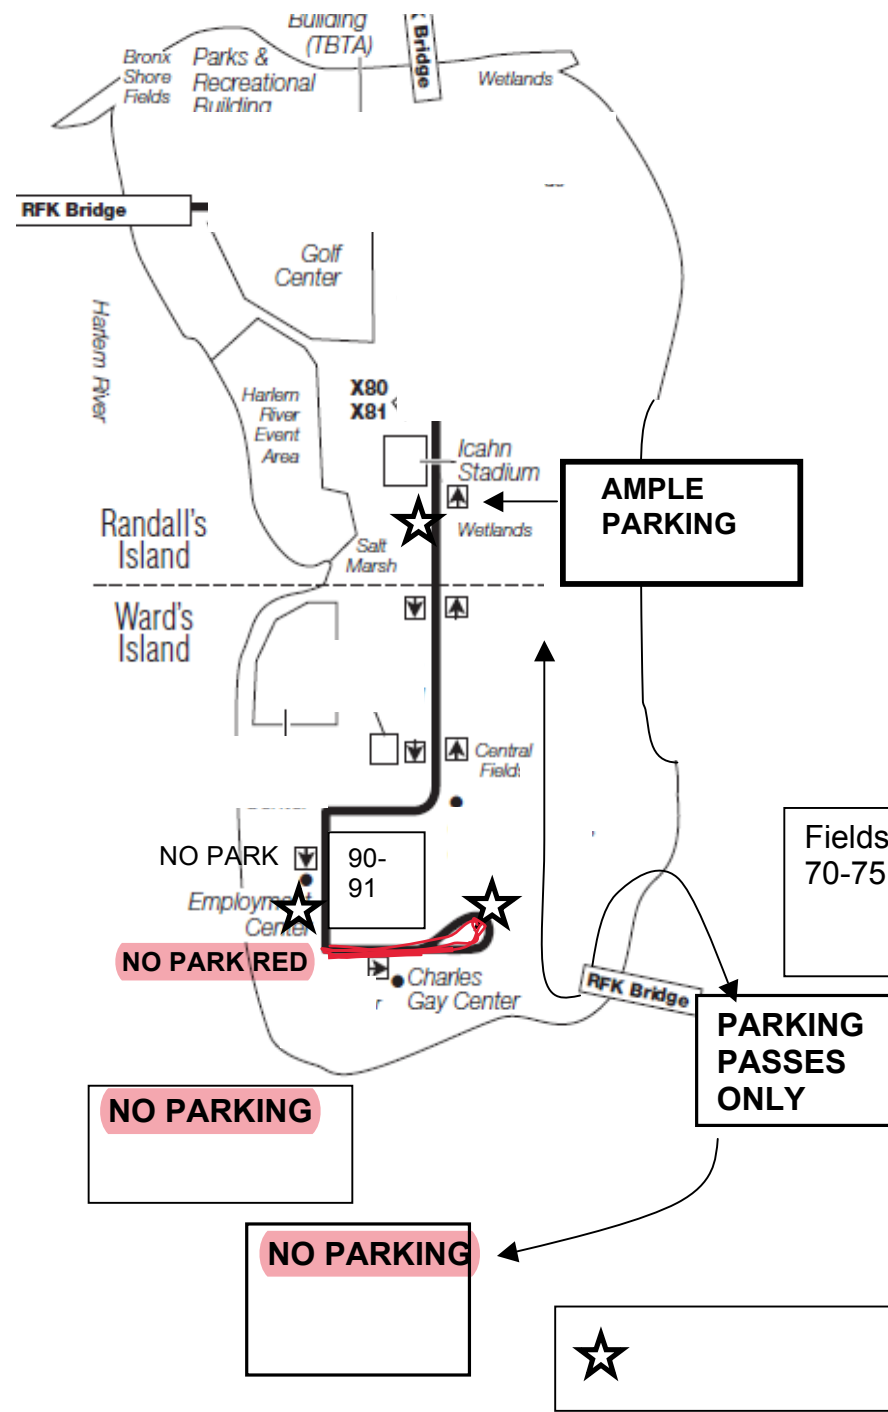 Building
(TBTA)
K Bridge
Bronx
Shore
Fields
Parks &
Recreational
Building
Wetlands
RFK Bridge
Golf
Center
Harlem River
Harlem
River
Event
Area
X80
X81
Icahn
Stadium
AMPLE
PARKING
Wetlands
Randall's
Island
Salt
Marsh
Ward's
Island
Central
Fields
Fields
70-75
NO PARK
90-
91
Employment
Center
NO PARK RED
Charles
Gay Center
r
RFK Bridge
PARKING
PASSES
ONLY
NO PARKING
NO PARKING